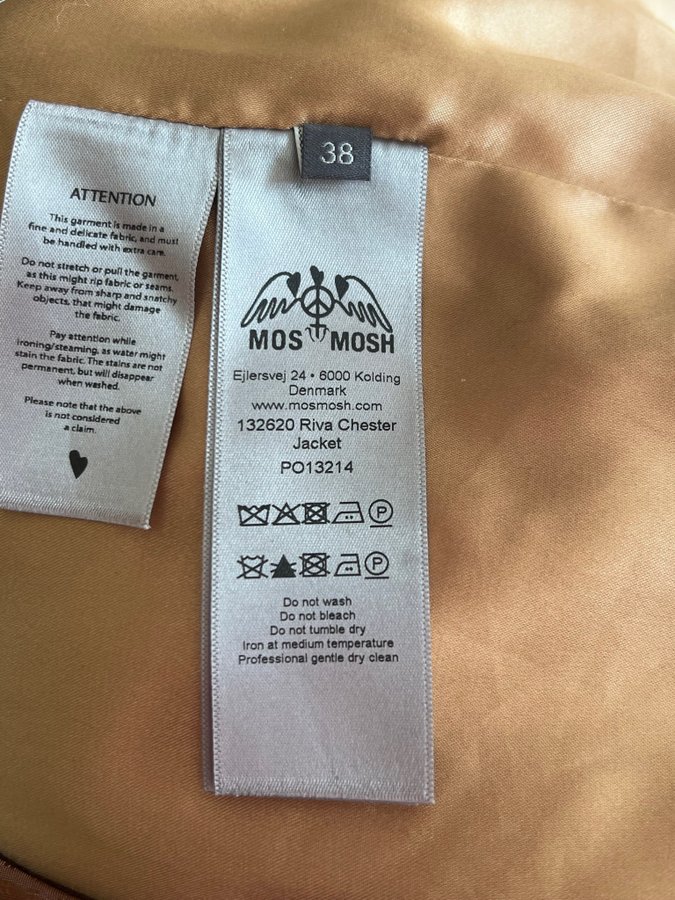 ATTENTION
This garment is made in a
fine and delicate fabric, and must
be handled with extra care.
Do not stretch or pull the garment,
as this might rip fabric or seams.
Keep away from sharp and snatchy
objects, that might damage
the fabric.
Pay attention while
ironing/steaming, as water might
stain the fabric. The stains are not
permanent, but will disappear
when washed.
Please note that the above
is not considered
a claim.
38
MOS MOSH
Ejlersvej 24 • 6000 Kolding
Denmark
www.mosmosh.com
132620 Riva Chester
Jacket
PO13214
P
P
Do not wash
Do not bleach
Do not tumble dry
Iron at medium temperature
Professional gentle dry clean